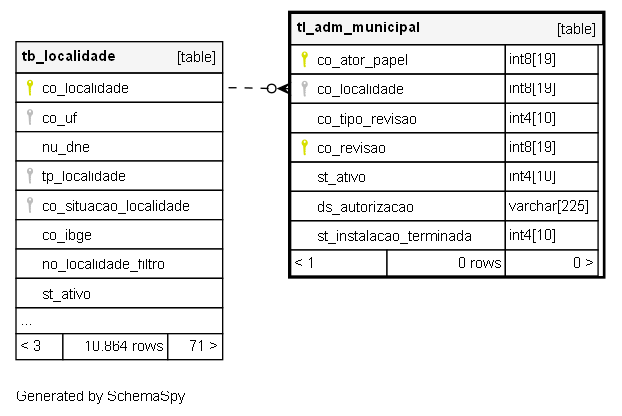 tb_localidade [table]
co_localidade
co_uf
nu_dne
tp_localidade
co_situacao_localidade
co_ibge
no_localidade_filtro
st_ativo
...
< 3 10.864 rows 71 >
tl_adm_municipal [table]
co_ator_papel int8[19]
co_localidade int8[19]
co_tipo_revisao int4[10]
co_revisao int8[19]
st_ativo int4[10]
ds_autorizacao varchar[225]
st_instalacao_terminada int4[10]
< 1 0 rows 0 >
Generated by SchemaSpy